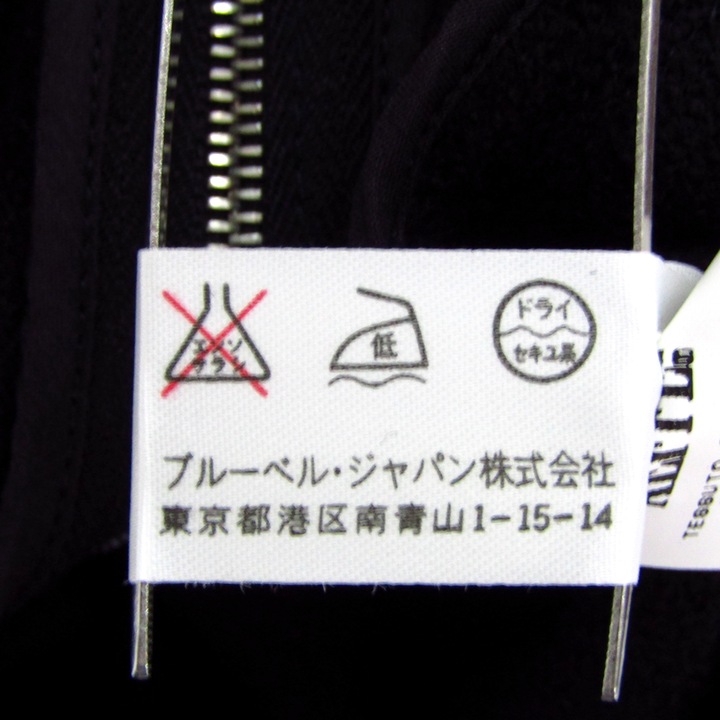 エンソ
サラシ
低
ドライ
セキユ系
ブルーベル・ジャパン株式会社
東京都港区南青山1-15-14
TESSUTO